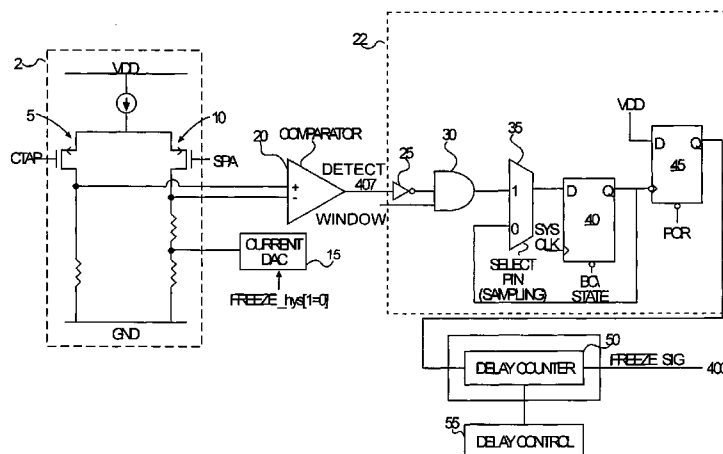 2
VDD
5
10
CTAP
SPA
GND
CURRENT
DAC
15
FREEZE_hys[1=0]
20
COMPARATOR
+
-
DETECT
407
WINDOW
22
25
30
35
1
0
SYS
CLK
SELECT
PIN
(SAMPLING)
D
Q
40
STATE
VDD
D
Q
45
POR
50
DELAY COUNTER
FREEZE SIG
400
55
DELAY CONTROL